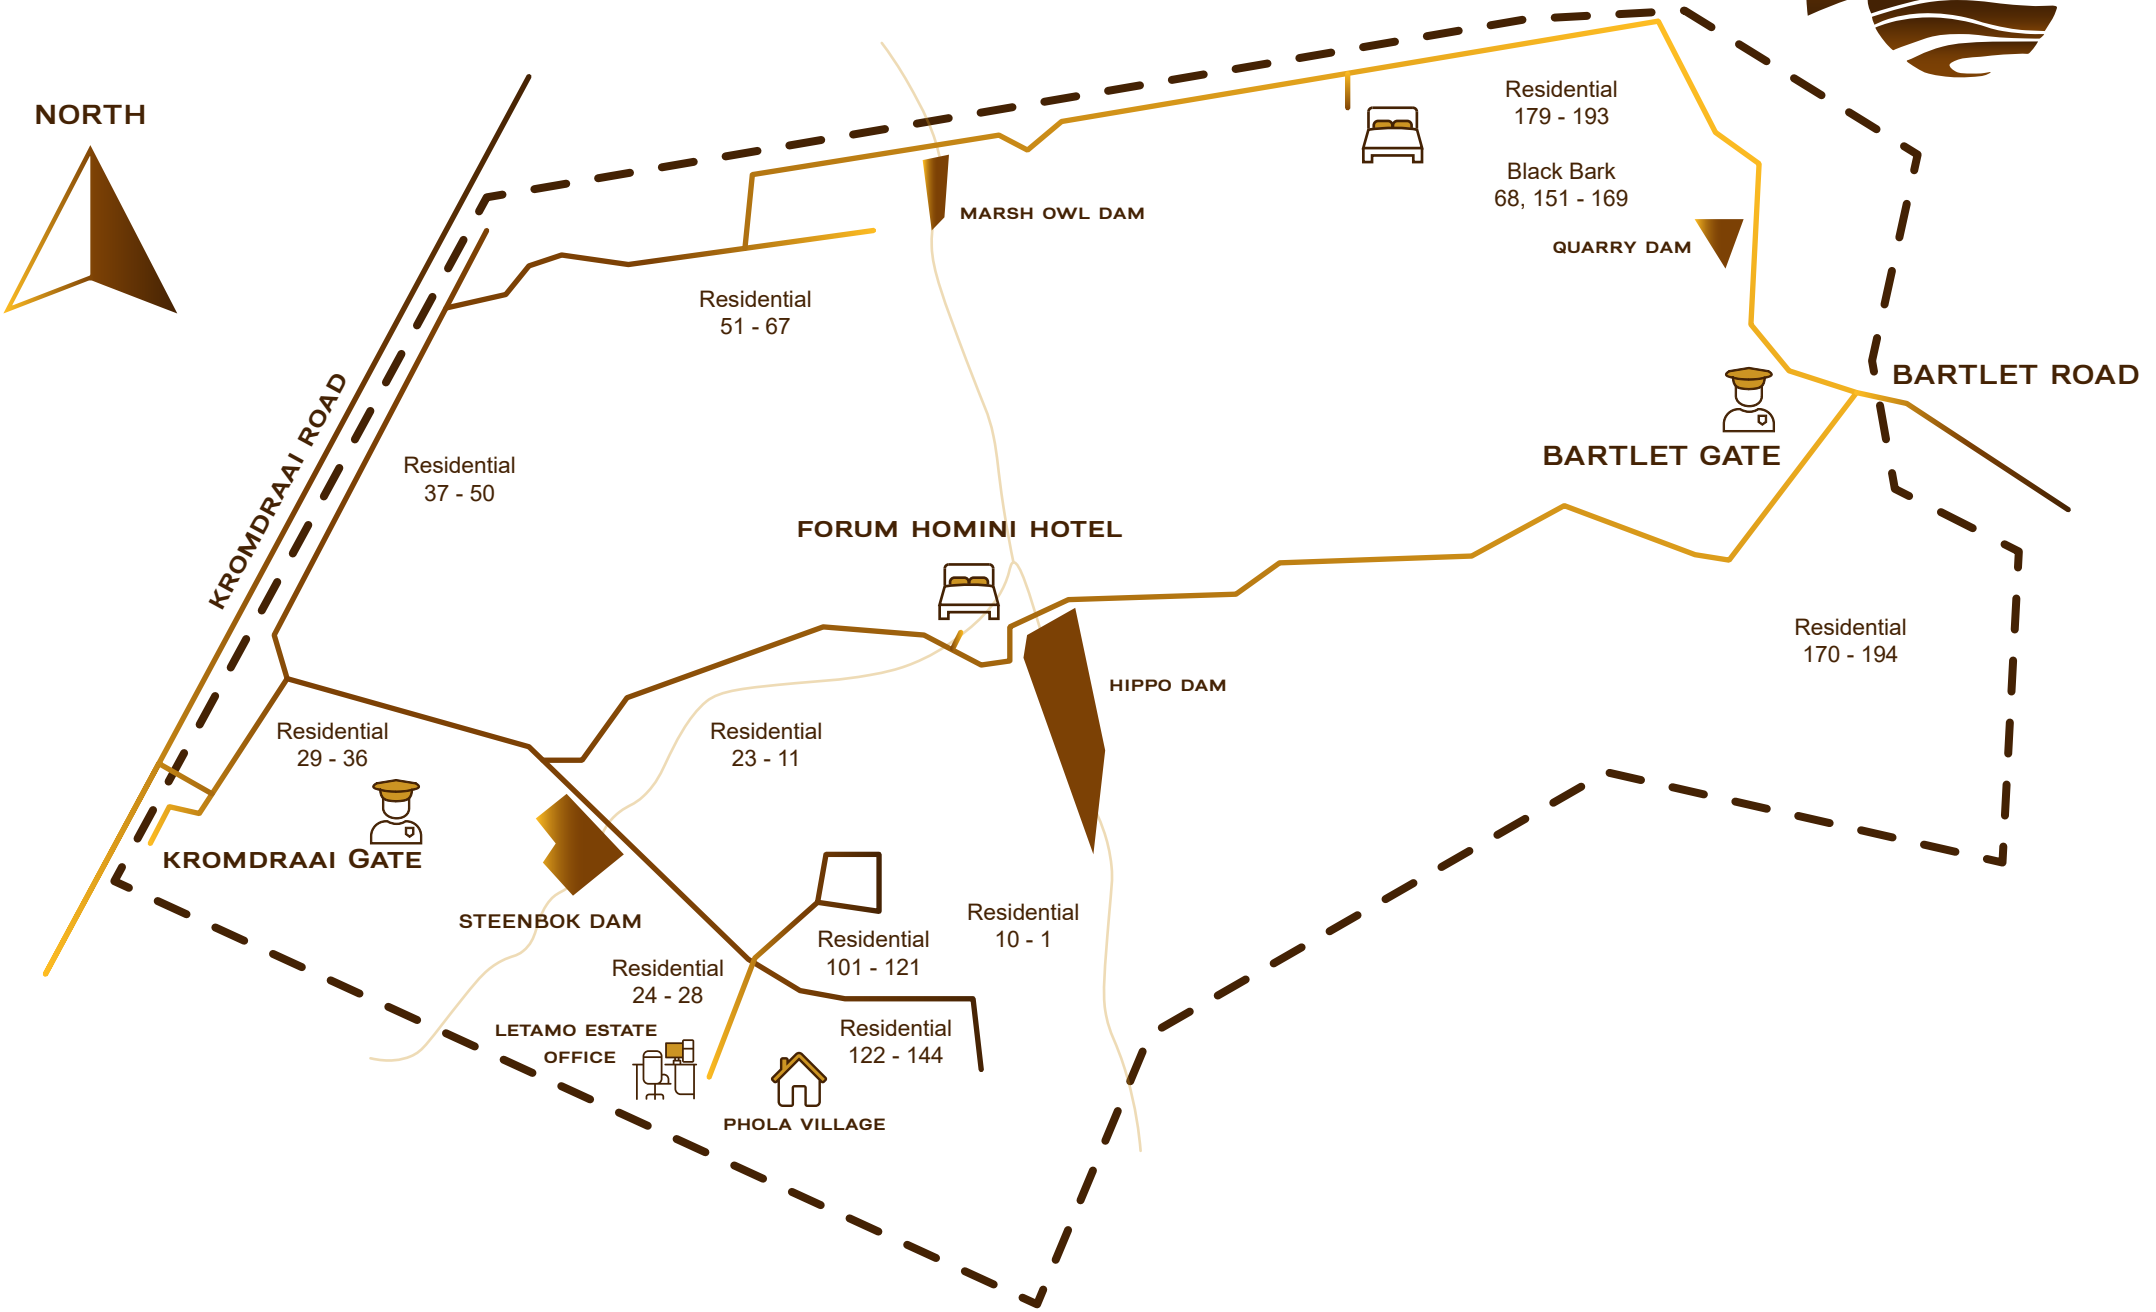 NORTH
Residential
179 - 193
Black Bark
68, 151 - 169
MARSH OWL DAM
QUARRY DAM
Residential
51 - 67
BARTLET ROAD
KROMDRAAI ROAD
BARTLET GATE
Residential
37 - 50
FORUM HOMINI HOTEL
Residential
170 - 194
HIPPO DAM
Residential
29 - 36
Residential
23 - 11
KROMDRAAI GATE
STEENBOK DAM
Residential
10 - 1
Residential
101 - 121
Residential
24 - 28
LETAMO ESTATE
OFFICE
Residential
122 - 144
PHOLA VILLAGE